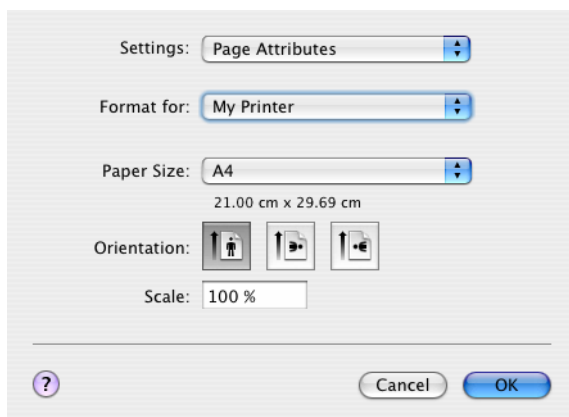 Settings: Page Attributes
Format for: My Printer
Paper Size: A4
21.00 cm x 29.69 cm
Orientation:
Scale: 100 %
? Cancel OK